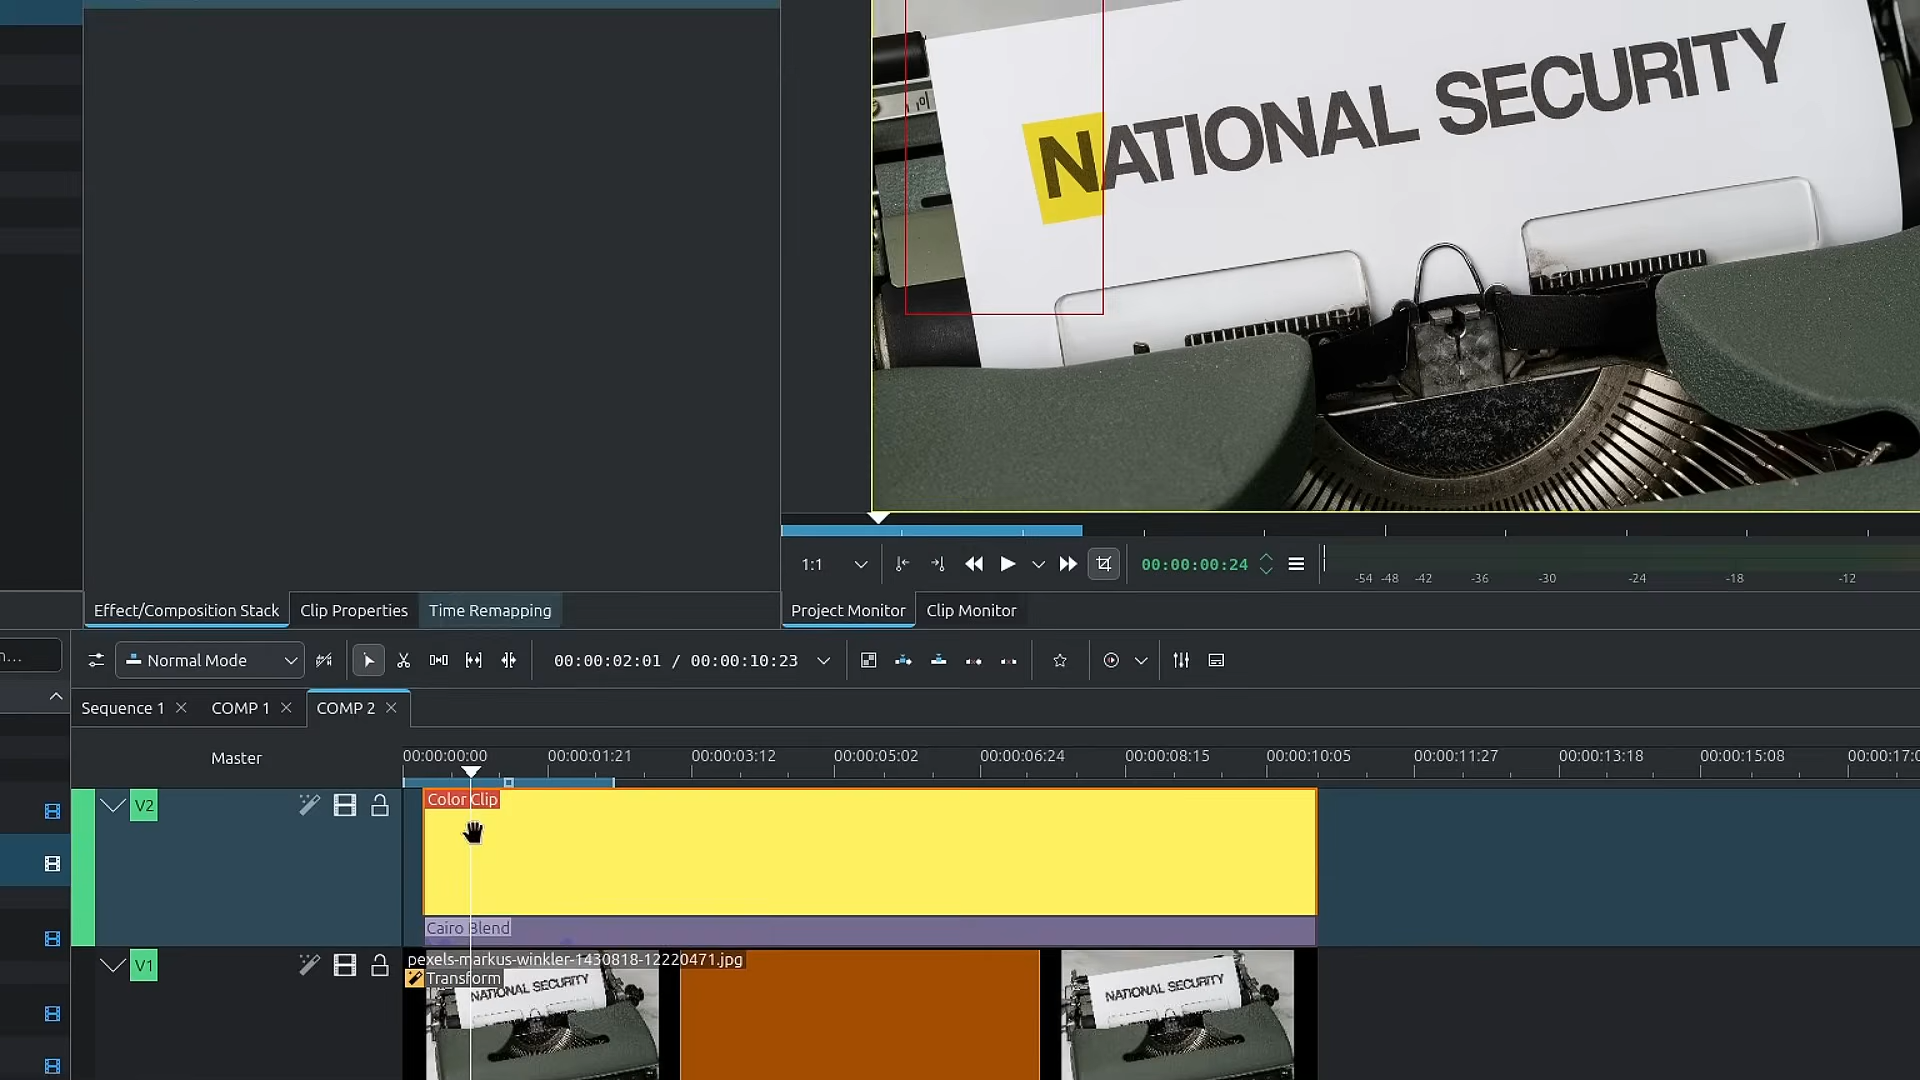 NATIONAL SECURITY
1:1
00:00:00:24
-54 -48 -42 -36 -30 -24 -18 -12
Effect/Composition Stack Clip Properties Time Remapping
Project Monitor Clip Monitor
n...
Normal Mode
00:00:02:01 / 00:00:10:23
Sequence 1 COMP 1 COMP 2
Master
00:00:00:00 00:00:01:21 00:00:03:12 00:00:05:02 00:00:06:24 00:00:08:15 00:00:10:05 00:00:11:27 00:00:13:18 00:00:15:08 00:00:17:0
V2
Color Clip
Cairo Blend
V1
pexels-markus-winkler-1430818-12220471.jpg
Transform
NATIONAL SECURITY
NATIONAL SECURITY